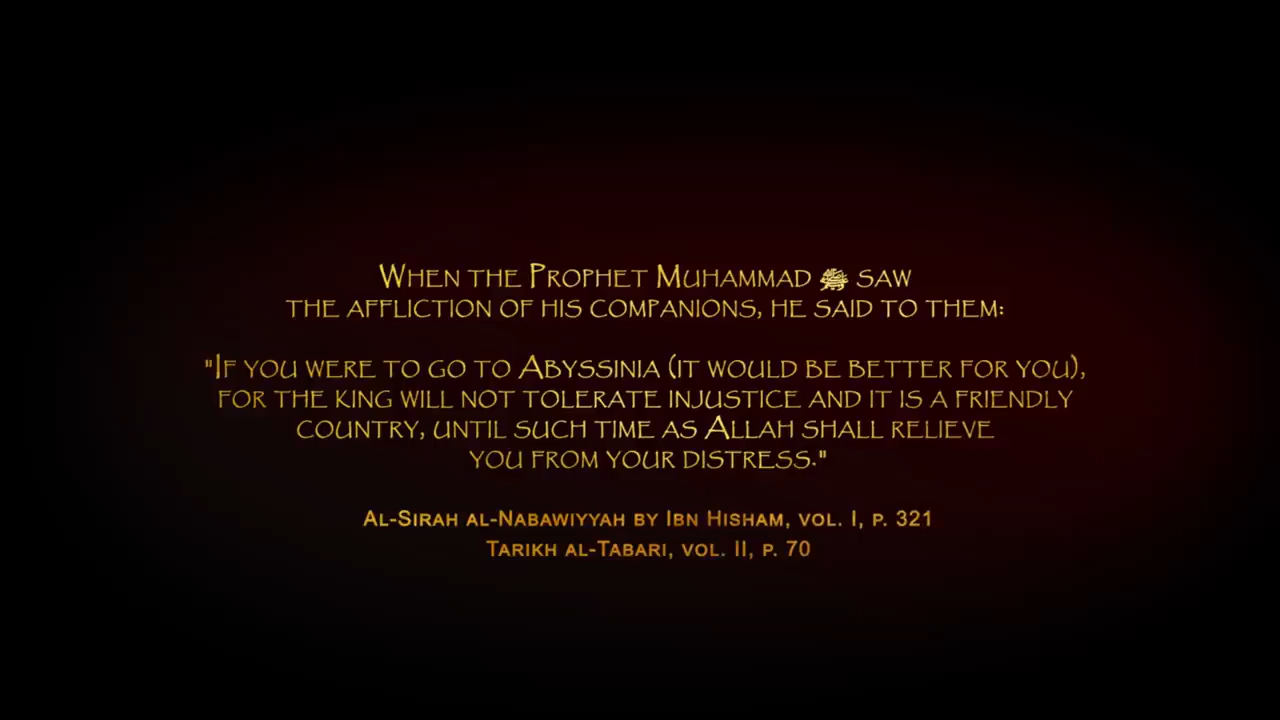 When the Prophet Muhammad ﷺ saw
the affliction of his companions, he said to them:
"If you were to go to Abyssinia (it would be better for you),
for the king will not tolerate injustice and it is a friendly
country, until such time as Allah shall relieve
you from your distress."
Al-Sirah al-Nabawiyyah by Ibn Hisham, vol. I, p. 321
Tarikh al-Tabari, vol. II, p. 70